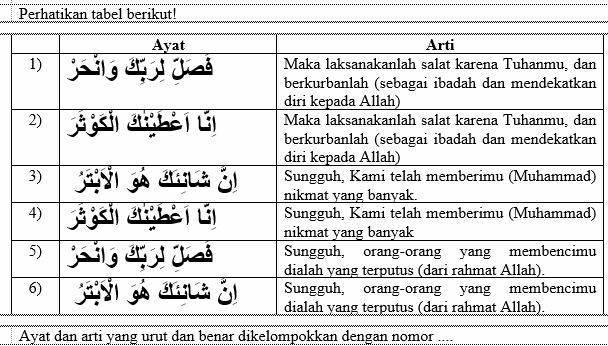 Perhatikan tabel berikut!
Ayat Arti
1) فَصَلِّ لِرَبِّكَ وَانْحَرْ Maka laksanakanlah salat karena Tuhanmu, dan
berkurbanlah (sebagai ibadah dan mendekatkan
diri kepada Allah)
2) اِنَّا اَعْطَيْنٰكَ الْكَوْثَرَ Maka laksanakanlah salat karena Tuhanmu, dan
berkurbanlah (sebagai ibadah dan mendekatkan
diri kepada Allah)
3) اِنَّ شَانِئَكَ هُوَ الْاَبْتَرُ Sungguh, Kami telah memberimu (Muhammad)
nikmat yang banyak.
4) اِنَّا اَعْطَيْنٰكَ الْكَوْثَرَ Sungguh, Kami telah memberimu (Muhammad)
nikmat yang banyak
5) فَصَلِّ لِرَبِّكَ وَانْحَرْ Sungguh, orang-orang yang membencimu
dialah yang terputus (dari rahmat Allah).
6) اِنَّ شَانِئَكَ هُوَ الْاَبْتَرُ Sungguh, orang-orang yang membencimu
dialah yang terputus (dari rahmat Allah).
Ayat dan arti yang urut dan benar dikelompokkan dengan nomor ....